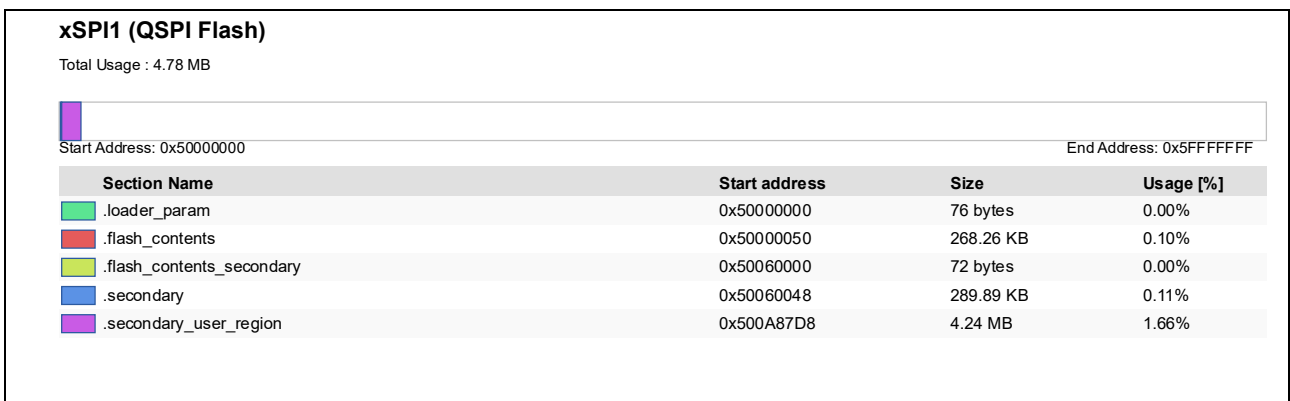 xSPI1 (QSPI Flash)
Total Usage : 4.78 MB
Start Address: 0x50000000 End Address: 0x5FFFFFFF
Section Name Start address Size Usage [%]
.loader_param 0x50000000 76 bytes 0.00%
.flash_contents 0x50000050 268.26 KB 0.10%
.flash_contents_secondary 0x50060000 72 bytes 0.00%
.secondary 0x50060048 289.89 KB 0.11%
.secondary_user_region 0x500A87D8 4.24 MB 1.66%